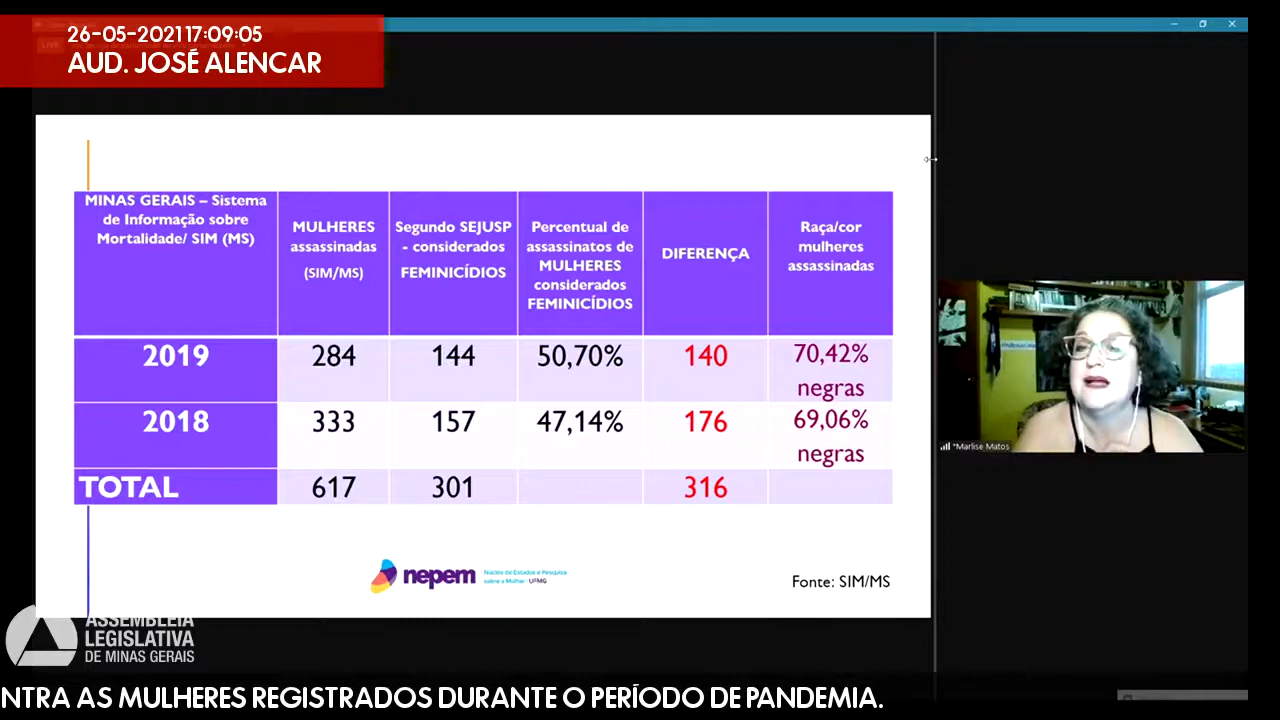 26-05-2021 17:09:05
AUD. JOSÉ ALENCAR
LIVE
MINAS GERAIS – Sistema
de Informação sobre
Mortalidade/ SIM (MS)
MULHERES
assassinadas
(SIM/MS)
Segundo SEJUSP
- considerados
FEMINICÍDIOS
Percentual de
assassinatos de
MULHERES
considerados
FEMINICÍDIOS
DIFERENÇA
Raça/cor
mulheres
assassinadas
2019 284 144 50,70% 140 70,42%
negras
2018 333 157 47,14% 176 69,06%
negras
TOTAL 617 301 316
nepem
Núcleo de Estudos e Pesquisa
sobre a Mulher: UFMG
Fonte: SIM/MS
*Marlise Matos
ASSEMBLEIA
LEGISLATIVA
DE MINAS GERAIS
NTRA AS MULHERES REGISTRADOS DURANTE O PERÍODO DE PANDEMIA.